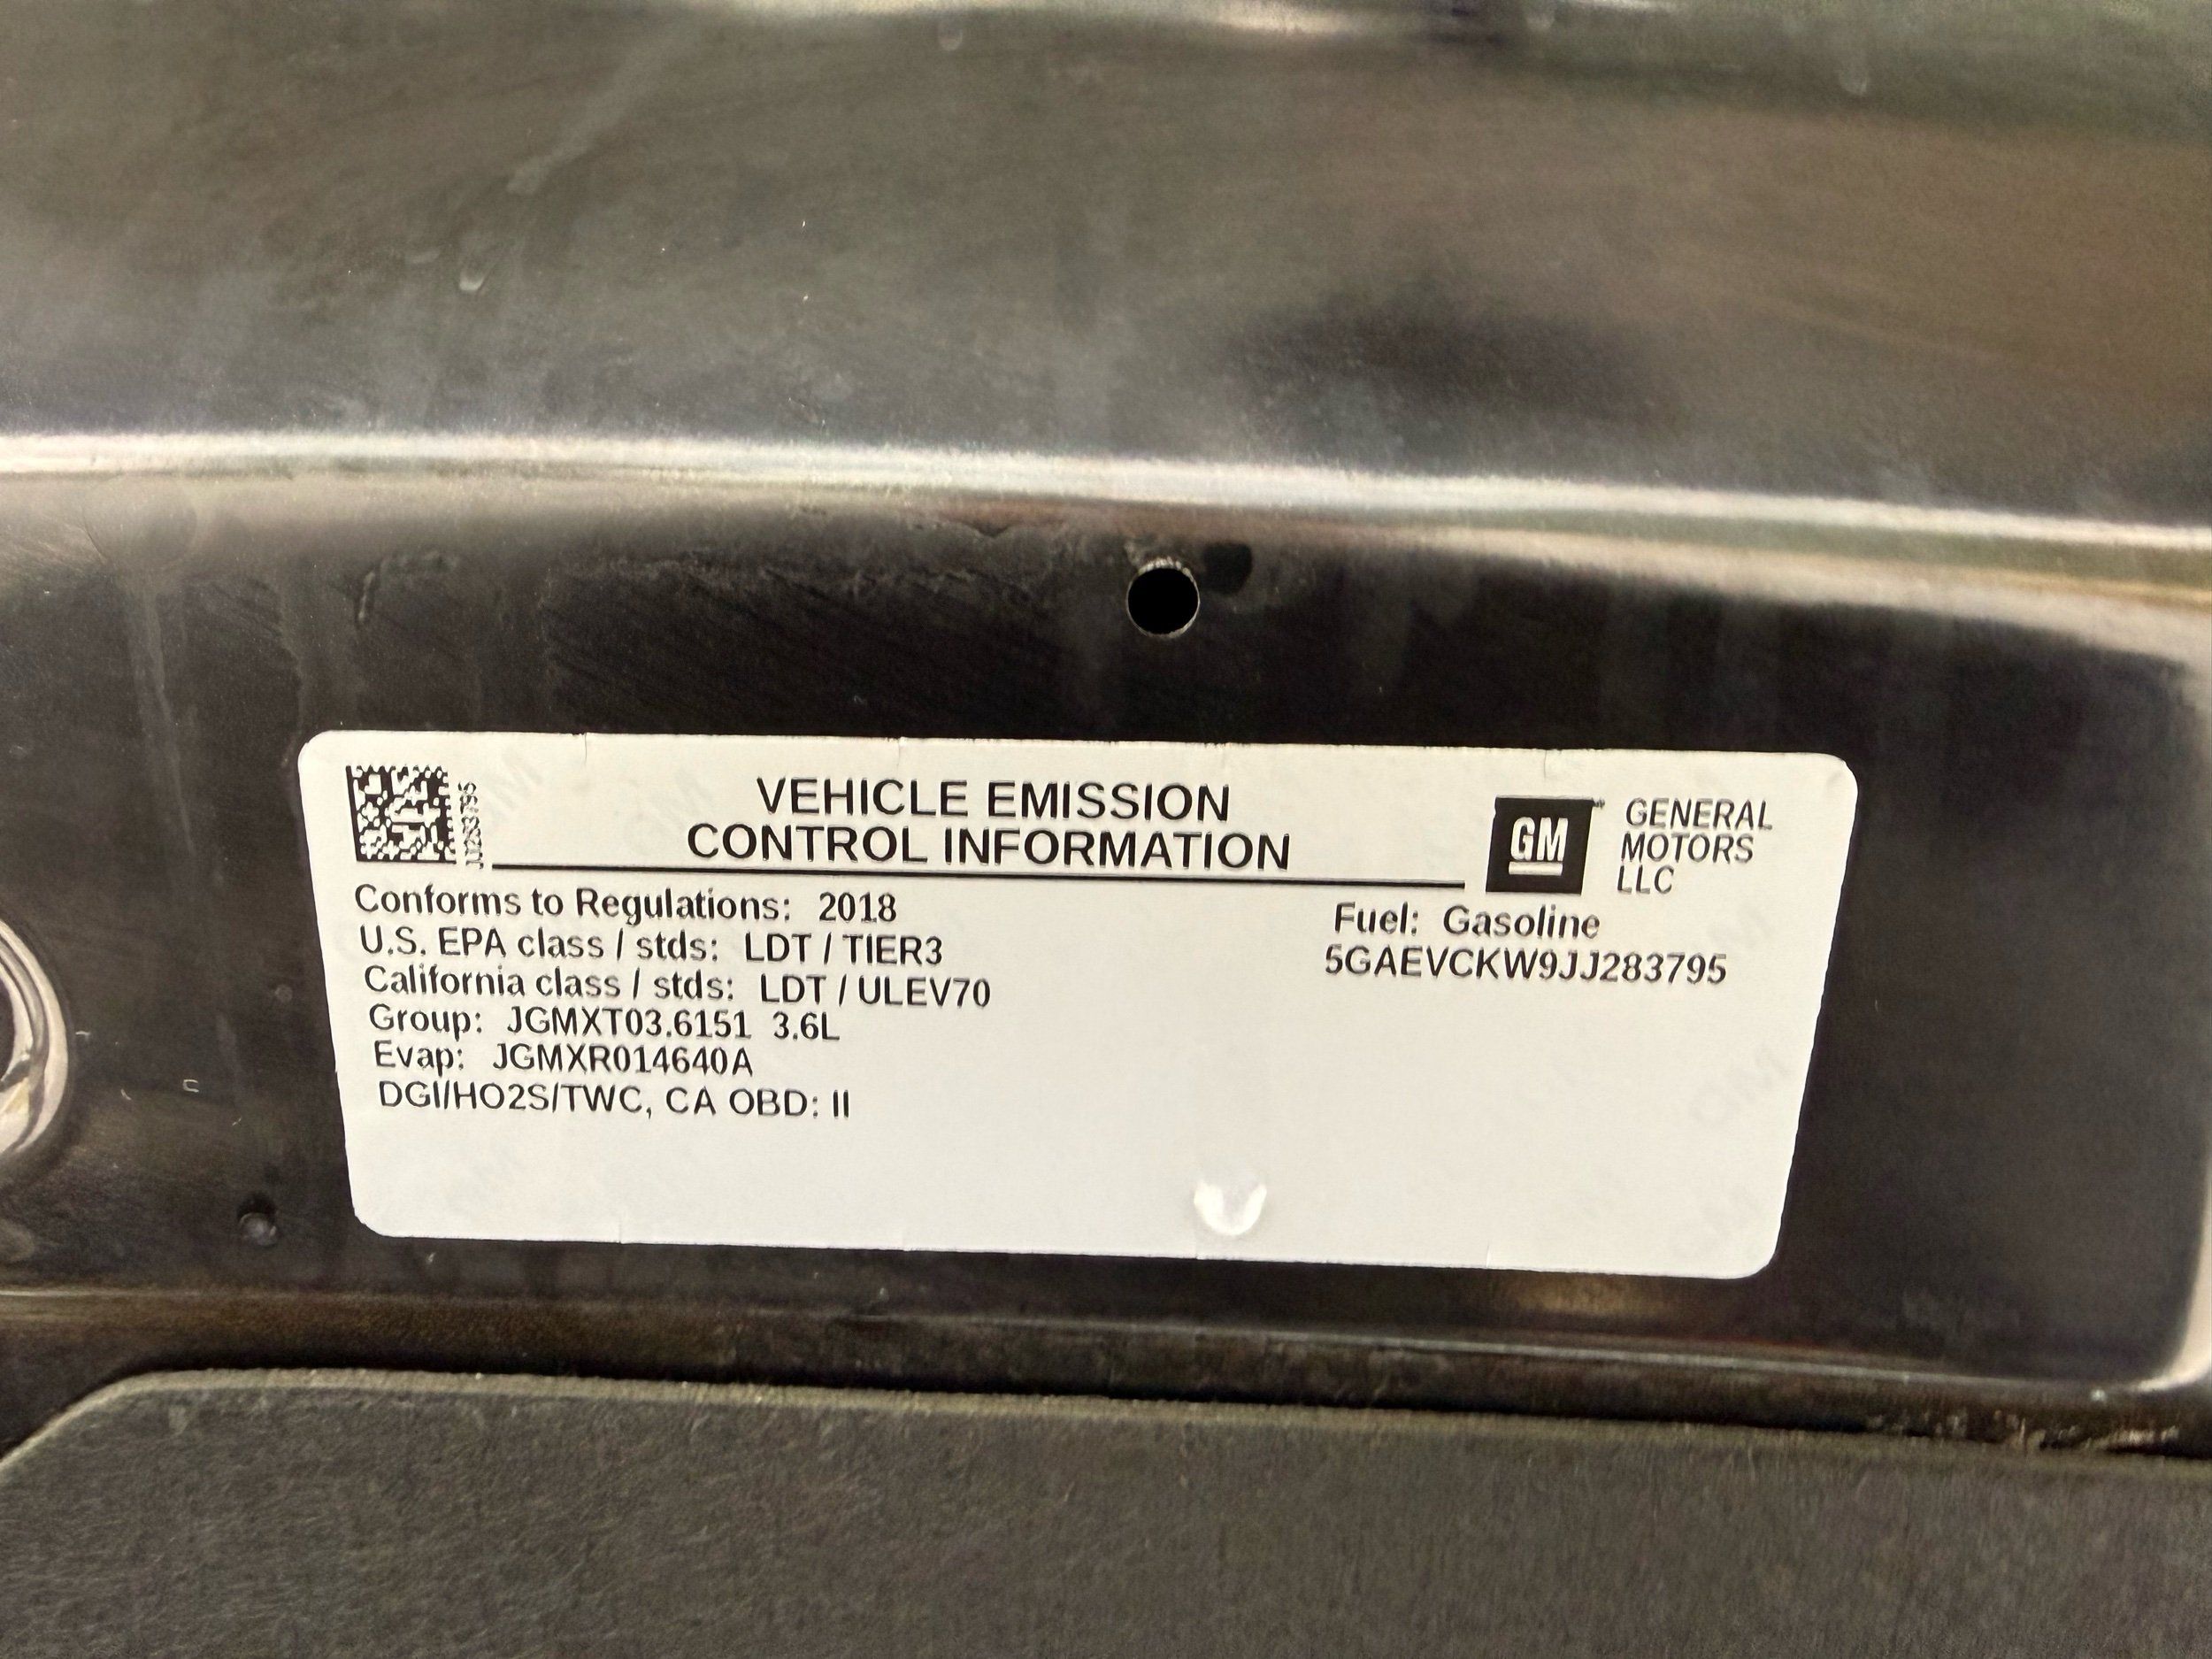 VEHICLE EMISSION
CONTROL INFORMATION
JJ283795
GM
GENERAL
MOTORS
LLC
Conforms to Regulations: 2018
U.S. EPA class / stds: LDT / TIER3
California class / stds: LDT / ULEV70
Group: JGMXT03.6151 3.6L
Evap: JGMXR014640A
DGI/HO2S/TWC, CA OBD: II
Fuel: Gasoline
5GAEVCKW9JJ283795